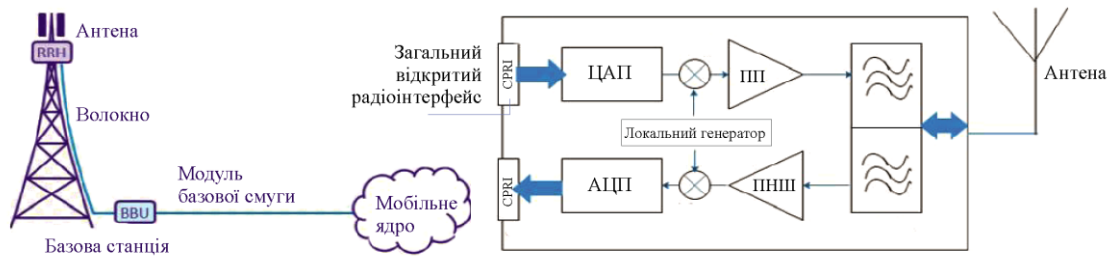 Антена
RRH
Волокно
Модуль
базової смуги
BBU
Мобільне
ядро
Базова станція
Загальний
відкритий
радіоінтерфейс
CPRI
ЦАП
ПП
Локальний генератор
CPRI
АЦП
ПНШ
Антена